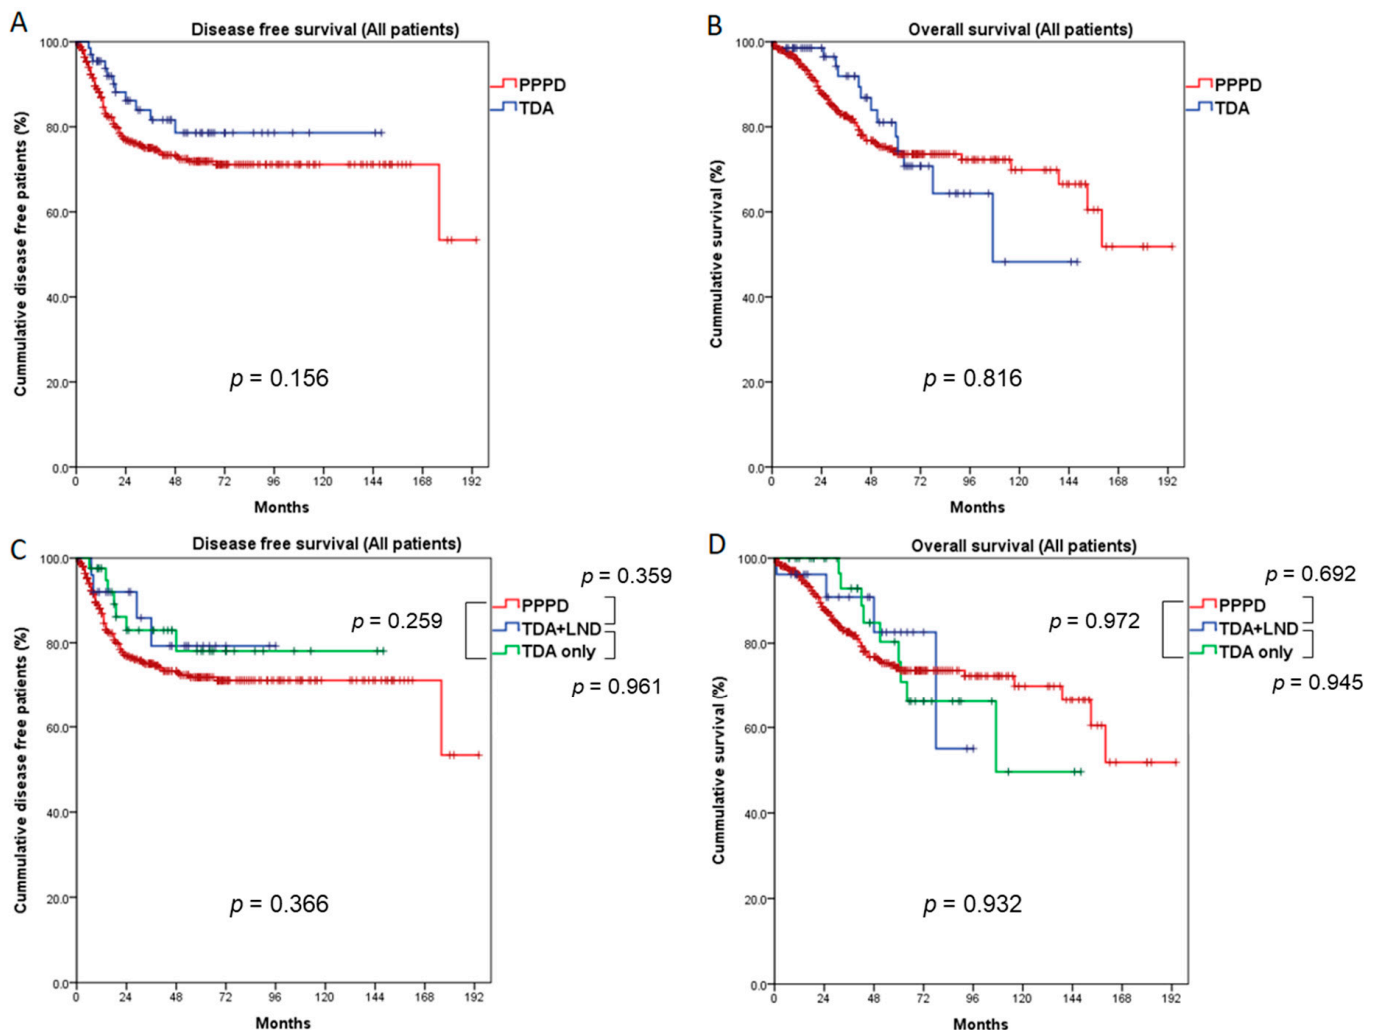 A
Disease free survival (All patients)
Cummulative disease free patients (%)
100.0
80.0
60.0
40.0
20.0
0.0
PPPD
TDA
p = 0.156
0 24 48 72 96 120 144 168 192
Months
B
Overall survival (All patients)
Cummulative survival (%)
100.0
80.0
60.0
40.0
20.0
0.0
PPPD
TDA
p = 0.816
0 24 48 72 96 120 144 168 192
Months
C
Disease free survival (All patients)
Cummulative disease free patients (%)
100.0
80.0
60.0
40.0
20.0
0.0
p = 0.359
p = 0.259
PPPD
TDA+LND
TDA only
p = 0.961
p = 0.366
0 24 48 72 96 120 144 168 192
Months
D
Overall survival (All patients)
Cummulative survival (%)
100.0
80.0
60.0
40.0
20.0
0.0
p = 0.692
p = 0.972
PPPD
TDA+LND
TDA only
p = 0.945
p = 0.932
0 24 48 72 96 120 144 168 192
Months